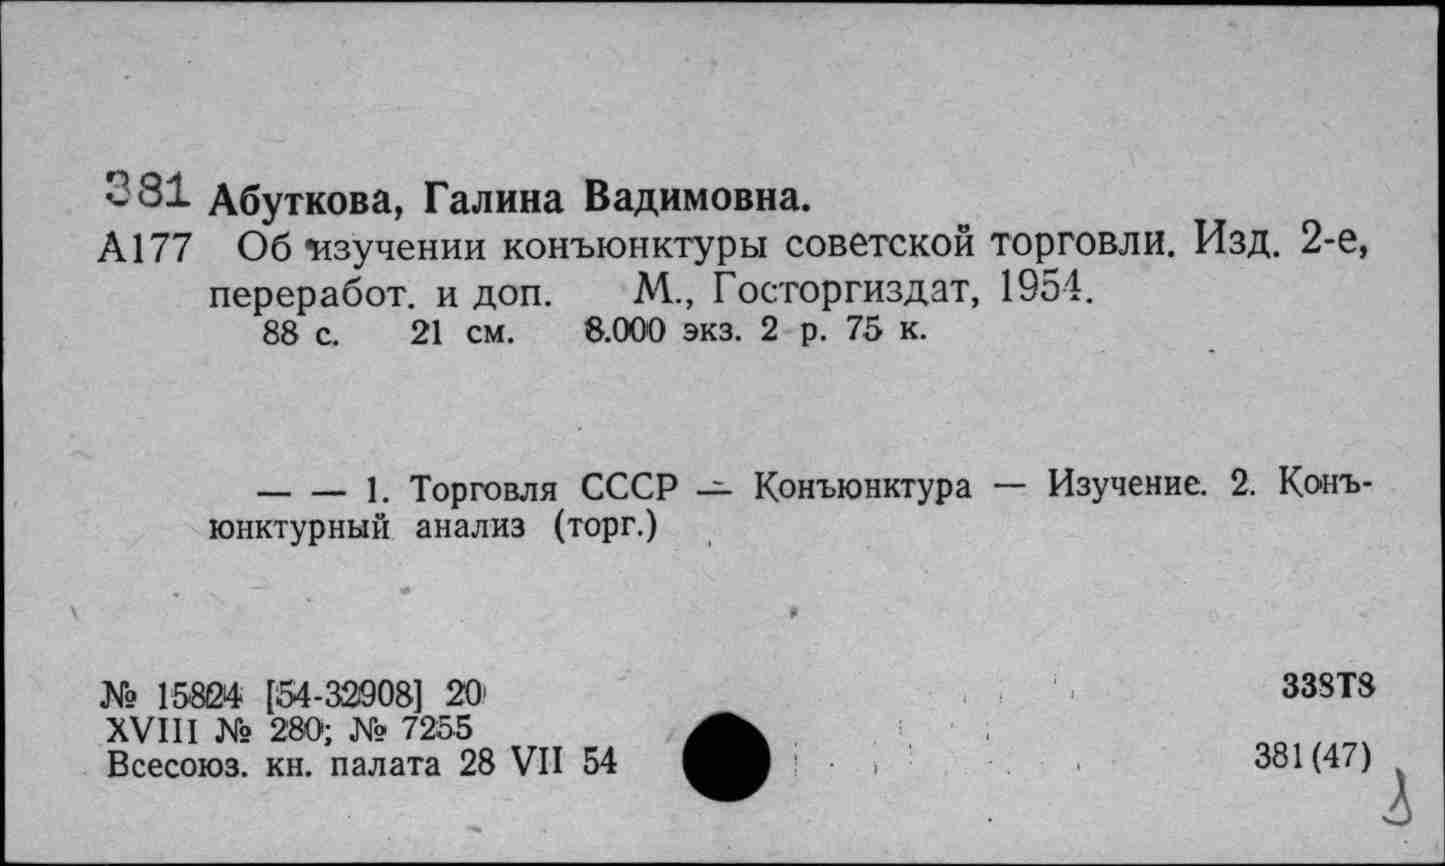 381 Абуткова, Галина Вадимовна.
А177 Об изучении конъюнктуры советской торговли. Изд. 2-е,
переработ. и доп. М., Госторгиздат, 1954.
88 с. 21 см. 8.000 экз. 2 р. 75 к.
— — 1. Торговля СССР — Конъюнктура — Изучение. 2. Конъ-
юнктурный анализ (торг.)
№ 15824 [54-32908] 20
338Т8
XVIII № 280; № 7255
Всесоюз. кн. палата 28 VII 54
381(47)